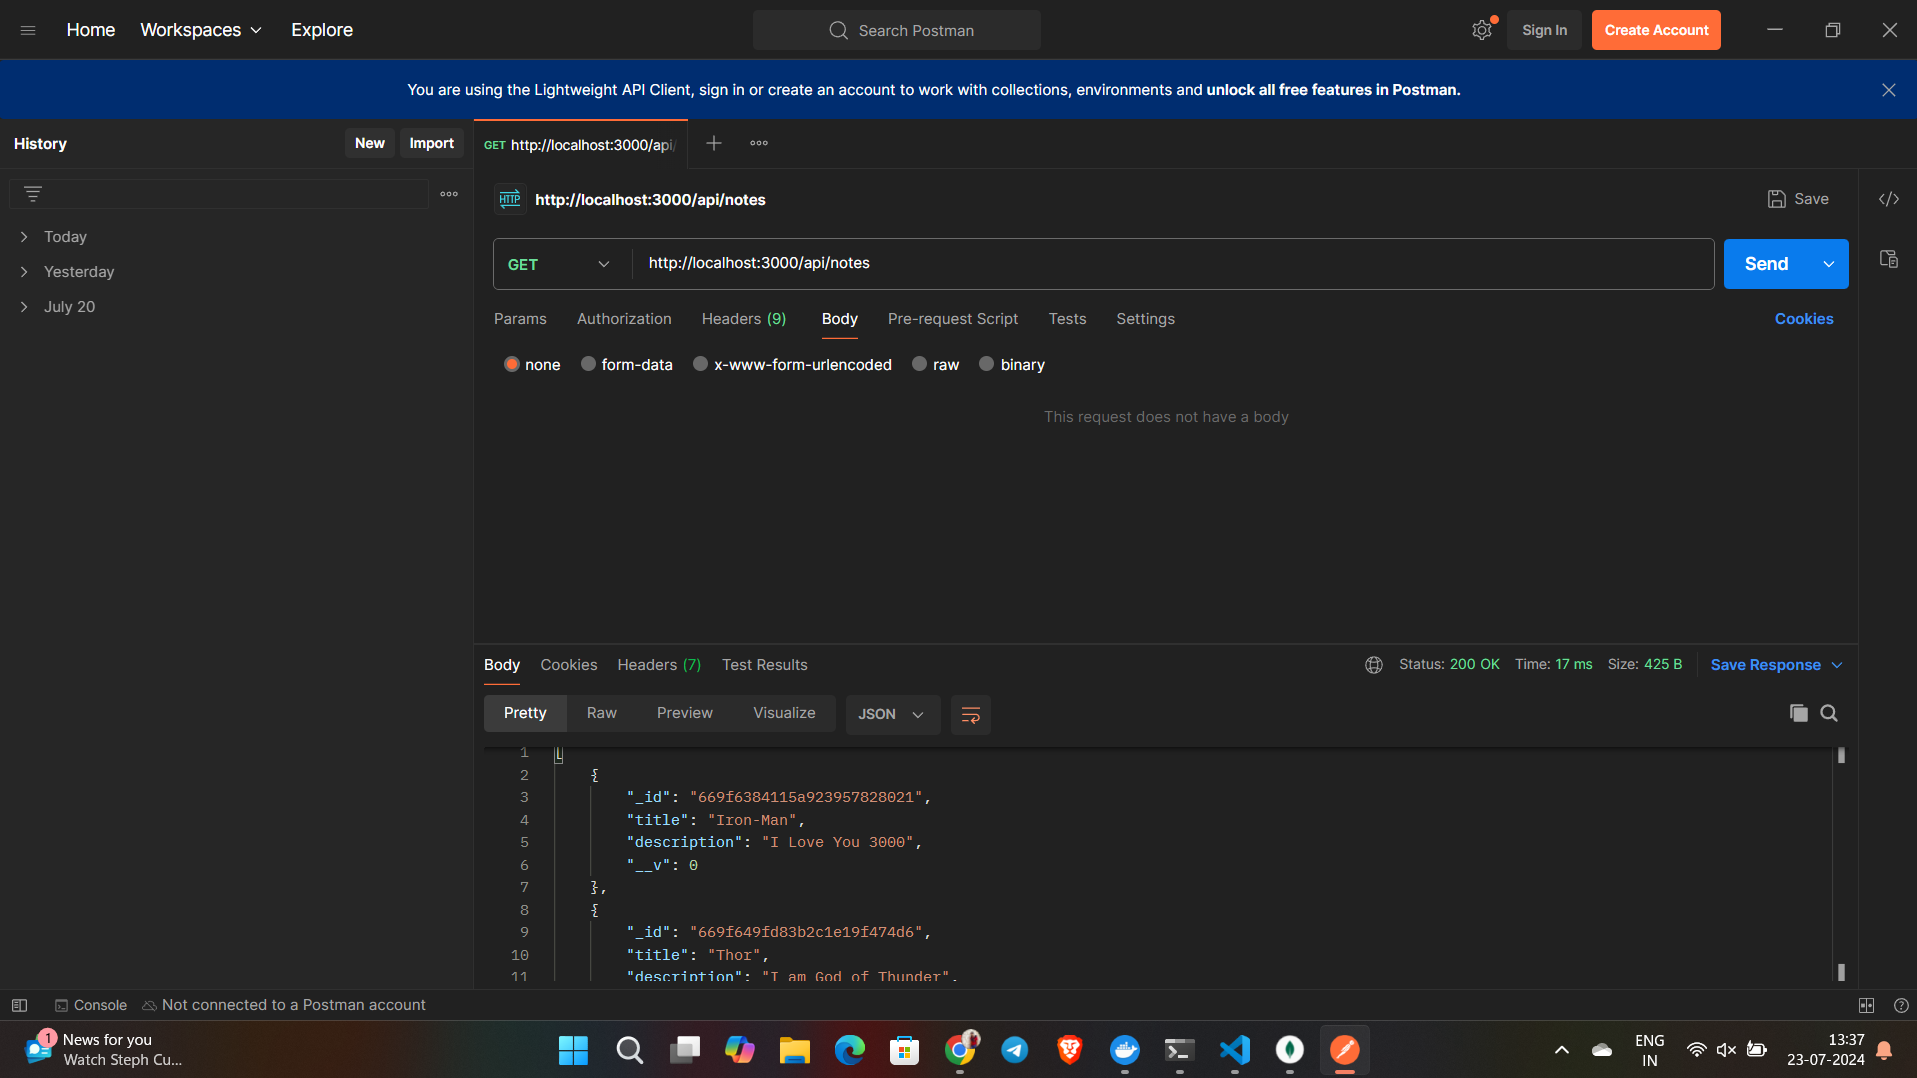 Home
Workspaces
Explore
Search Postman
Sign In
Create Account
You are using the Lightweight API Client, sign in or create an account to work with collections, environments and unlock all free features in Postman.
History
New
Import
GET http://localhost:3000/api/
Today
Yesterday
July 20
HTTP http://localhost:3000/api/notes
Save
GET
http://localhost:3000/api/notes
Send
Params
Authorization
Headers (9)
Body
Pre-request Script
Tests
Settings
Cookies
none
form-data
x-www-form-urlencoded
raw
binary
This request does not have a body
Body
Cookies
Headers (7)
Test Results
Status: 200 OK
Time: 17 ms
Size: 425 B
Save Response
Pretty
Raw
Preview
Visualize
JSON
1 [
2 {
3 "_id": "669f6384115a923957828021",
4 "title": "Iron-Man",
5 "description": "I Love You 3000",
6 "__v": 0
7 },
8 {
9 "_id": "669f649fd83b2c1e19f474d6",
10 "title": "Thor",
11 "description": "I am God of Thunder",
Console
Not connected to a Postman account
1
News for you
Watch Steph Cu...
ENG
IN
13:37
23-07-2024